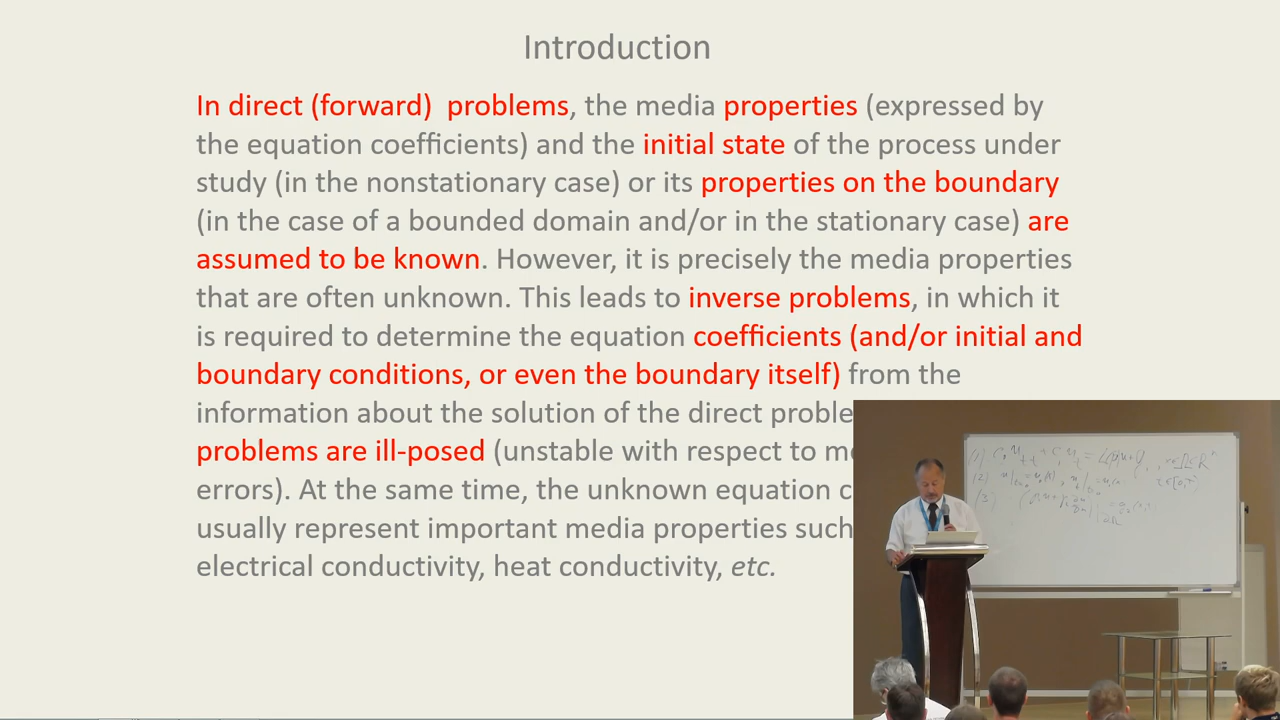 Introduction
In direct (forward) problems, the media properties (expressed by
the equation coefficients) and the initial state of the process under
study (in the nonstationary case) or its properties on the boundary
(in the case of a bounded domain and/or in the stationary case) are
assumed to be known. However, it is precisely the media properties
that are often unknown. This leads to inverse problems, in which it
is required to determine the equation coefficients (and/or initial and
boundary conditions, or even the boundary itself) from the
information about the solution of the direct proble
problems are ill-posed (unstable with respect to m
errors). At the same time, the unknown equation c
usually represent important media properties such
electrical conductivity, heat conductivity, etc.
(1)
(2)
(3)